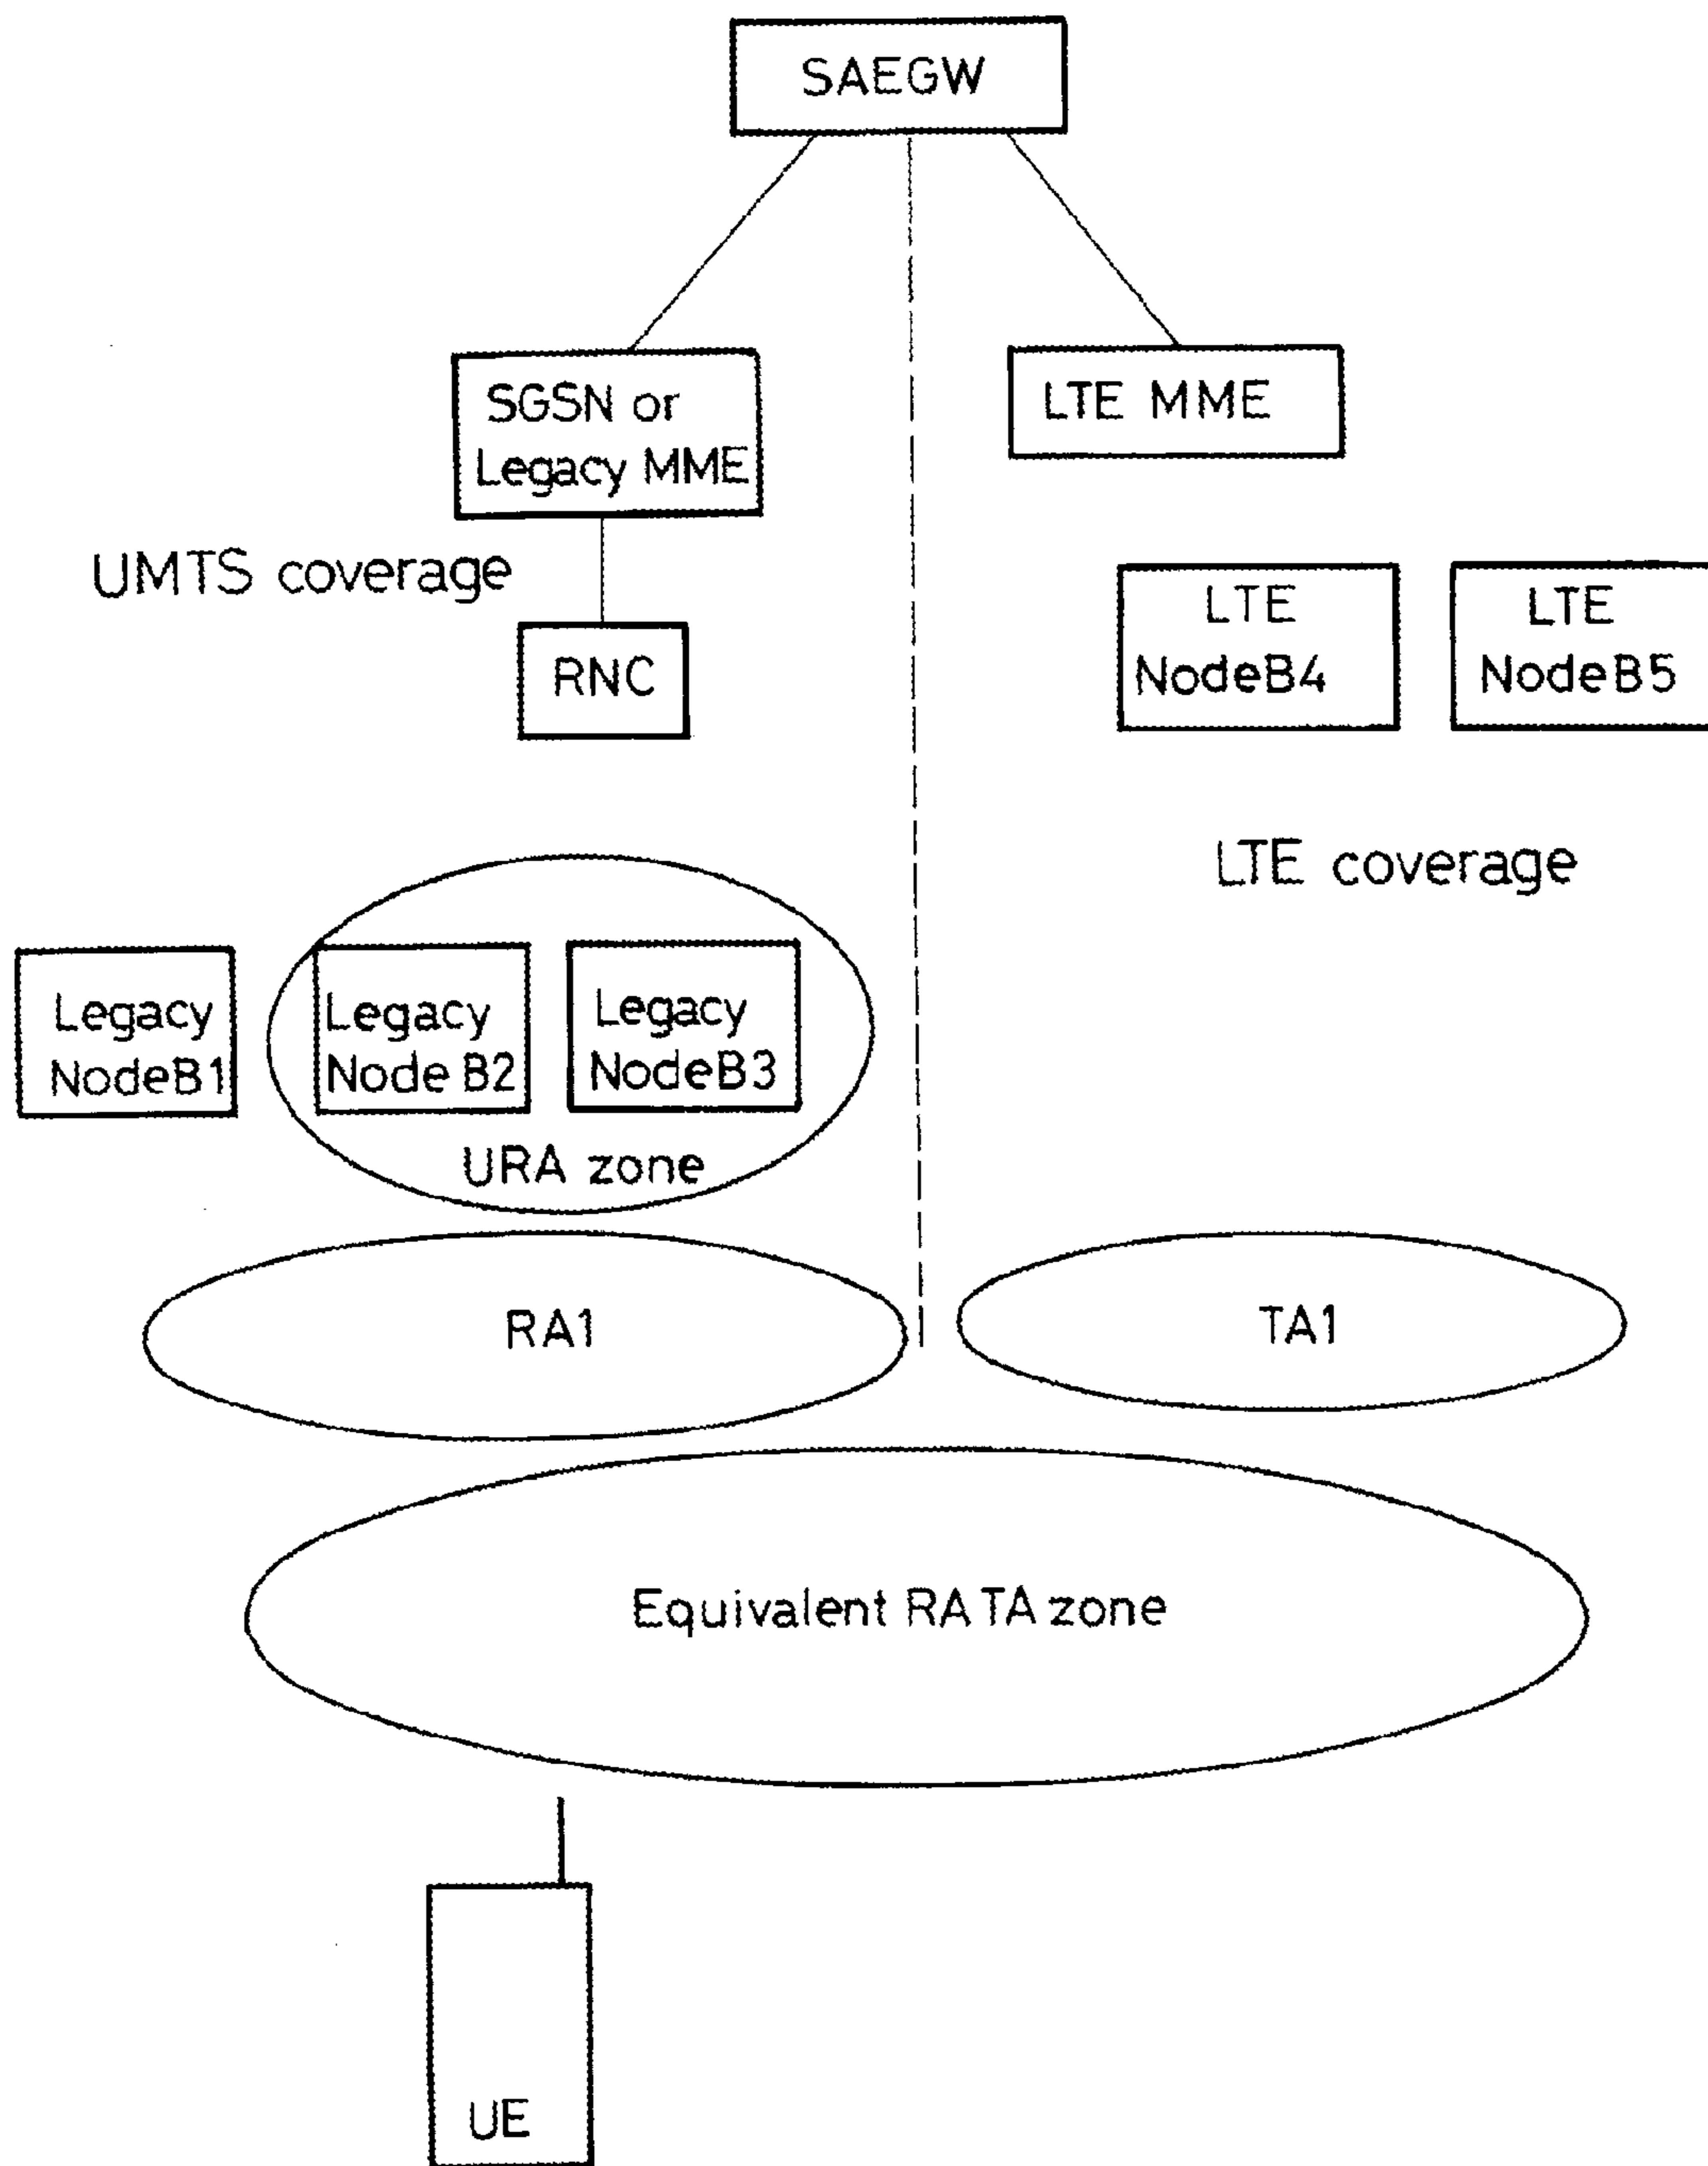 SAEGW
SGSN or
Legacy MME
LTE MME
UMTS coverage
RNC
LTE
NodeB4
LTE
NodeB5
LTE coverage
Legacy
NodeB1
Legacy
Node B2
Legacy
NodeB3
URA zone
RA1
TA1
Equivalent RA TA zone
UE